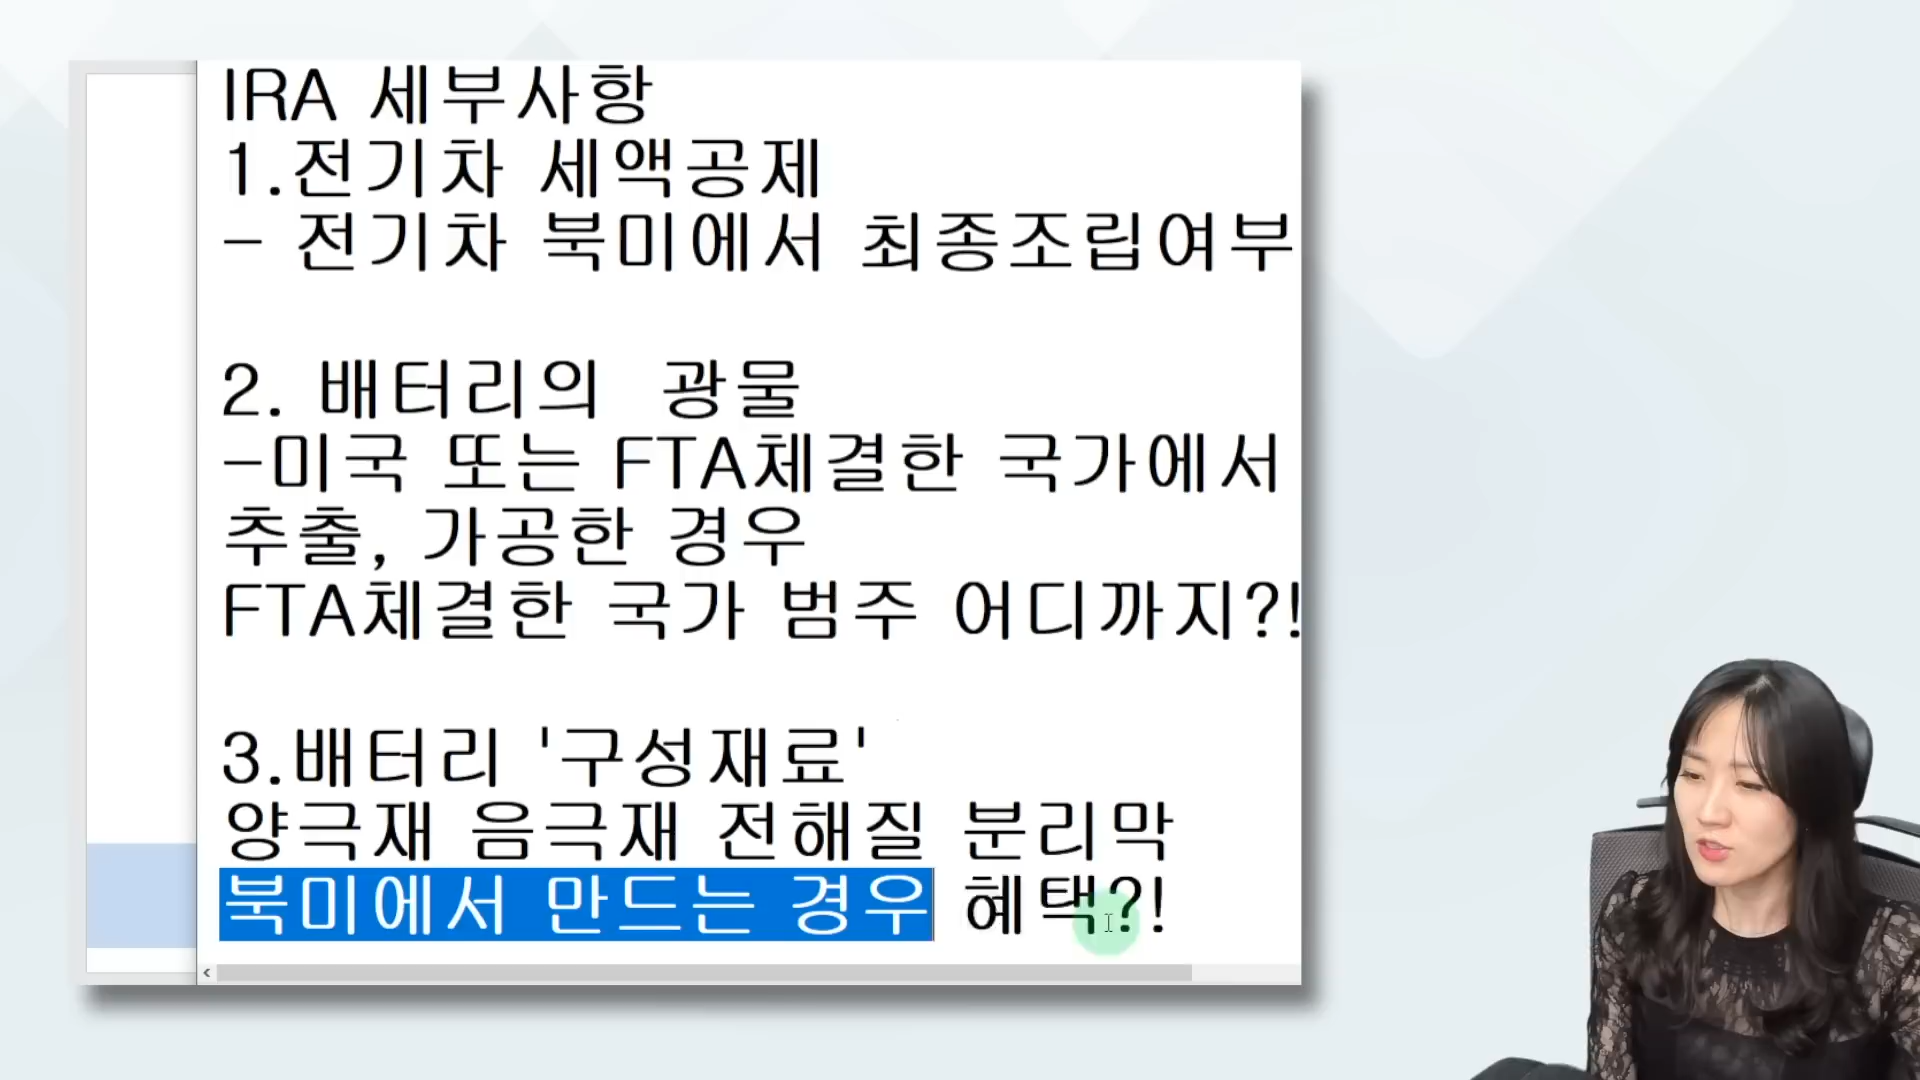 IRA 세부사항
1.전기차 세액공제
- 전기차 북미에서 최종조립여부
2. 배터리의  광물
-미국 또는 FTA체결한 국가에서
추출, 가공한 경우
FTA체결한 국가 범주 어디까지?!
3.배터리 '구성재료'
양극재 음극재 전해질 분리막
북미에서 만드는 경우 혜택?!